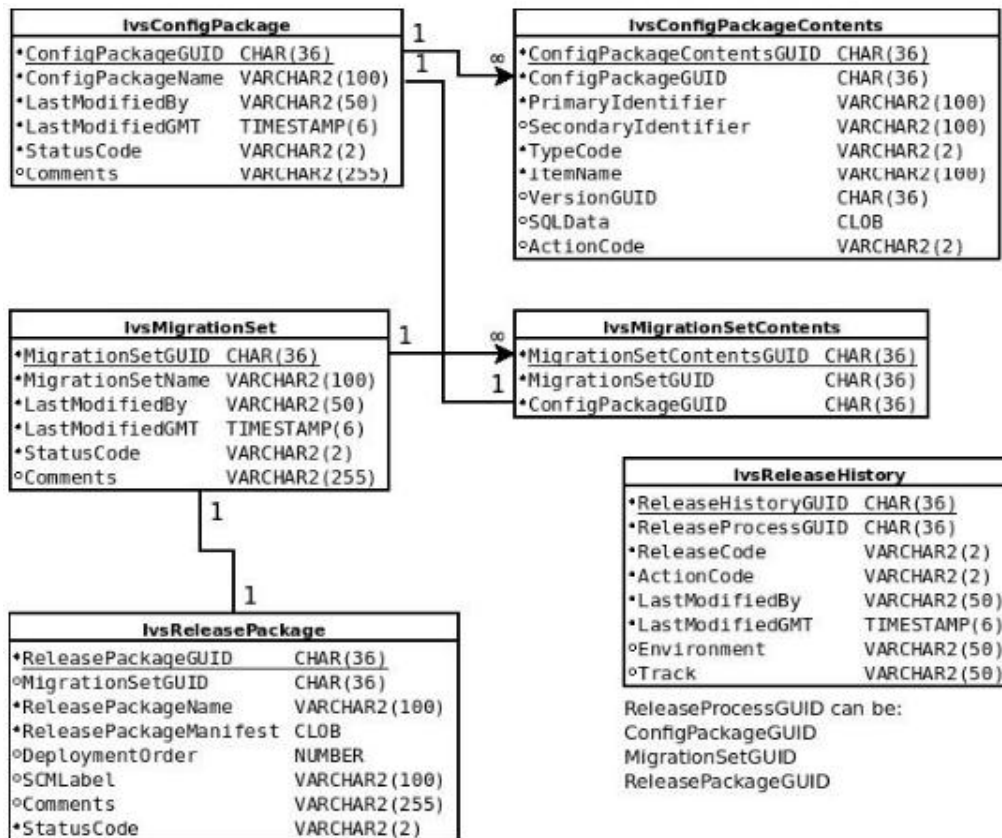 IvsConfigPackage
•ConfigPackageGUID CHAR(36)
•ConfigPackageName VARCHAR2(100)
•LastModifiedBy VARCHAR2(50)
•LastModifiedGMT TIMESTAMP(6)
•StatusCode VARCHAR2(2)
○Comments VARCHAR2(255)
1
1
∞
IvsConfigPackageContents
•ConfigPackageContentsGUID CHAR(36)
•ConfigPackageGUID CHAR(36)
•PrimaryIdentifier VARCHAR2(100)
○SecondaryIdentifier VARCHAR2(100)
•TypeCode VARCHAR2(2)
•ItemName VARCHAR2(100)
○VersionGUID CHAR(36)
○SQLData CLOB
○ActionCode VARCHAR2(2)
IvsMigrationSet
•MigrationSetGUID CHAR(36)
•MigrationSetName VARCHAR2(100)
•LastModifiedBy VARCHAR2(50)
•LastModifiedGMT TIMESTAMP(6)
•StatusCode VARCHAR2(2)
○Comments VARCHAR2(255)
1
∞
1
IvsMigrationSetContents
•MigrationSetContentsGUID CHAR(36)
•MigrationSetGUID CHAR(36)
•ConfigPackageGUID CHAR(36)
1
1
IvsReleasePackage
•ReleasePackageGUID CHAR(36)
○MigrationSetGUID CHAR(36)
•ReleasePackageName VARCHAR2(100)
•ReleasePackageManifest CLOB
○DeploymentOrder NUMBER
○SCMLabel VARCHAR2(100)
○Comments VARCHAR2(255)
•StatusCode VARCHAR2(2)
IvsReleaseHistory
•ReleaseHistoryGUID CHAR(36)
•ReleaseProcessGUID CHAR(36)
•ReleaseCode VARCHAR2(2)
•ActionCode VARCHAR2(2)
•LastModifiedBy VARCHAR2(50)
•LastModifiedGMT TIMESTAMP(6)
○Environment VARCHAR2(50)
○Track VARCHAR2(50)
ReleaseProcessGUID can be:
ConfigPackageGUID
MigrationSetGUID
ReleasePackageGUID